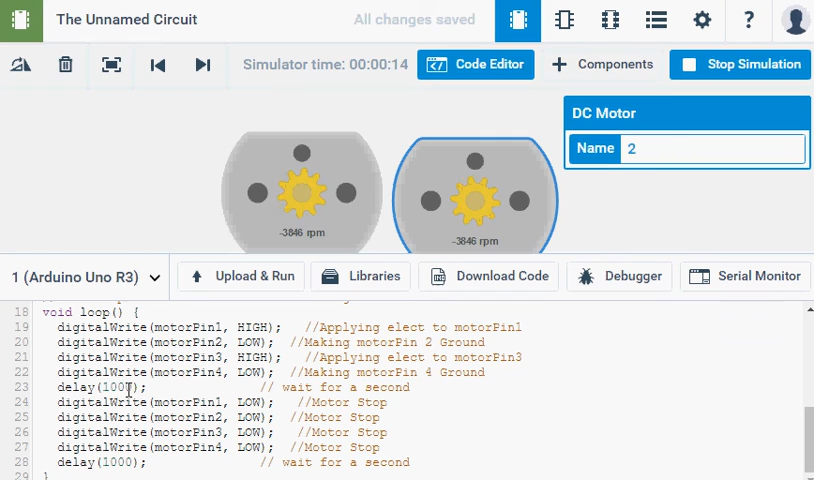 The Unnamed Circuit
All changes saved
?
Simulator time: 00:00:14
Code Editor
+ Components
Stop Simulation
DC Motor
Name 2
-3846 rpm
-3846 rpm
1 (Arduino Uno R3)
Upload & Run
Libraries
Download Code
Debugger
Serial Monitor
18 void loop() {
19 digitalWrite(motorPin1, HIGH); //Applying elect to motorPin1
20 digitalWrite(motorPin2, LOW); //Making motorPin 2 Ground
21 digitalWrite(motorPin3, HIGH); //Applying elect to motorPin3
22 digitalWrite(motorPin4, LOW); //Making motorPin 4 Ground
23 delay(1000); // wait for a second
24 digitalWrite(motorPin1, LOW); //Motor Stop
25 digitalWrite(motorPin2, LOW); //Motor Stop
26 digitalWrite(motorPin3, LOW); //Motor Stop
27 digitalWrite(motorPin4, LOW); //Motor Stop
28 delay(1000); // wait for a second
29 }